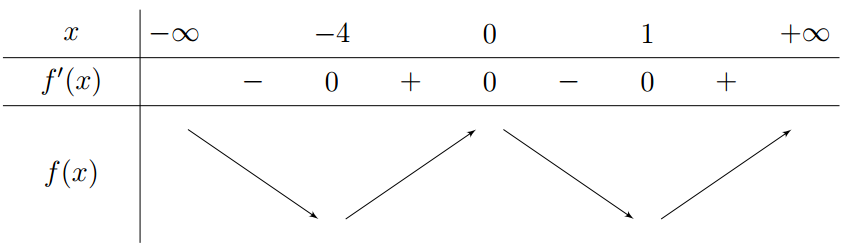 x −∞ −4 0 1 +∞
f′(x) − 0 + 0 − 0 +
f(x)